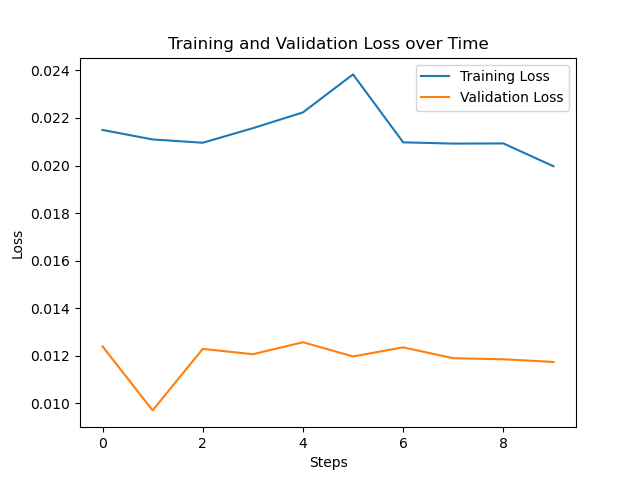 Training and Validation Loss over Time
Training Loss
Validation Loss
0.024
0.022
0.020
0.018
0.016
0.014
0.012
0.010
Loss
0
2
4
6
8
Steps